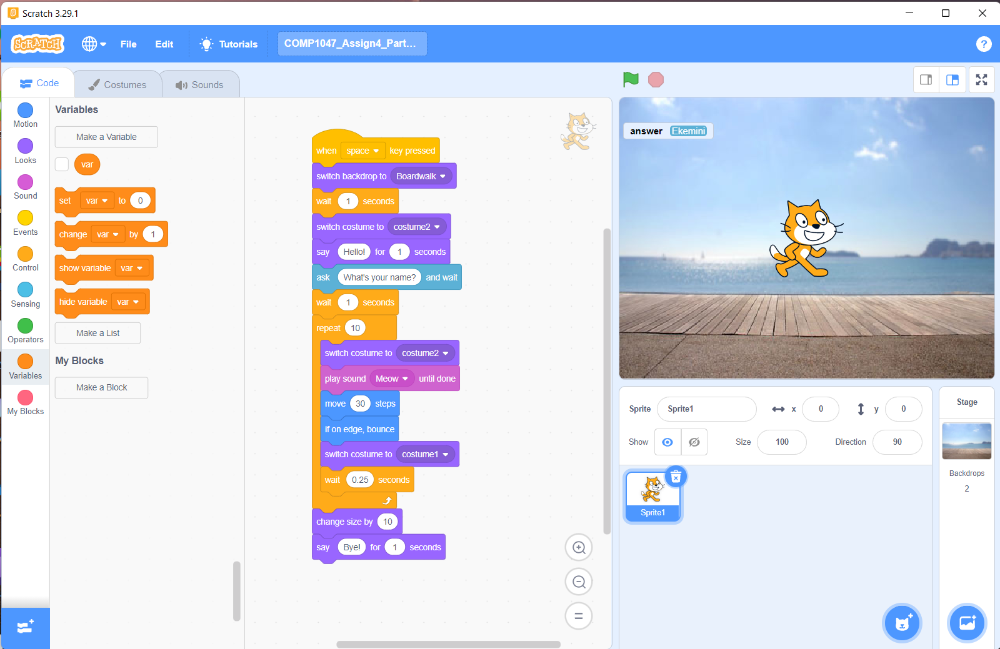 Scratch 3.29.1
SCRATCH File Edit Tutorials COMP1047_Assign4_Part... ?
Code Costumes Sounds
Motion
Looks
Sound
Events
Control
Sensing
Operators
Variables
My Blocks
Variables
Make a Variable
var
set var to 0
change var by 1
show variable var
hide variable var
Make a List
My Blocks
Make a Block
when space key pressed
switch backdrop to Boardwalk
wait 1 seconds
switch costume to costume2
say Hello! for 1 seconds
ask What's your name? and wait
wait 1 seconds
repeat 10
switch costume to costume2
play sound Meow until done
move 30 steps
if on edge, bounce
switch costume to costume1
wait 0.25 seconds
change size by 10
say Bye! for 1 seconds
answer Ekemini
Sprite Sprite1 x 0 y 0
Show Size 100 Direction 90
Sprite1
Stage
Backdrops
2